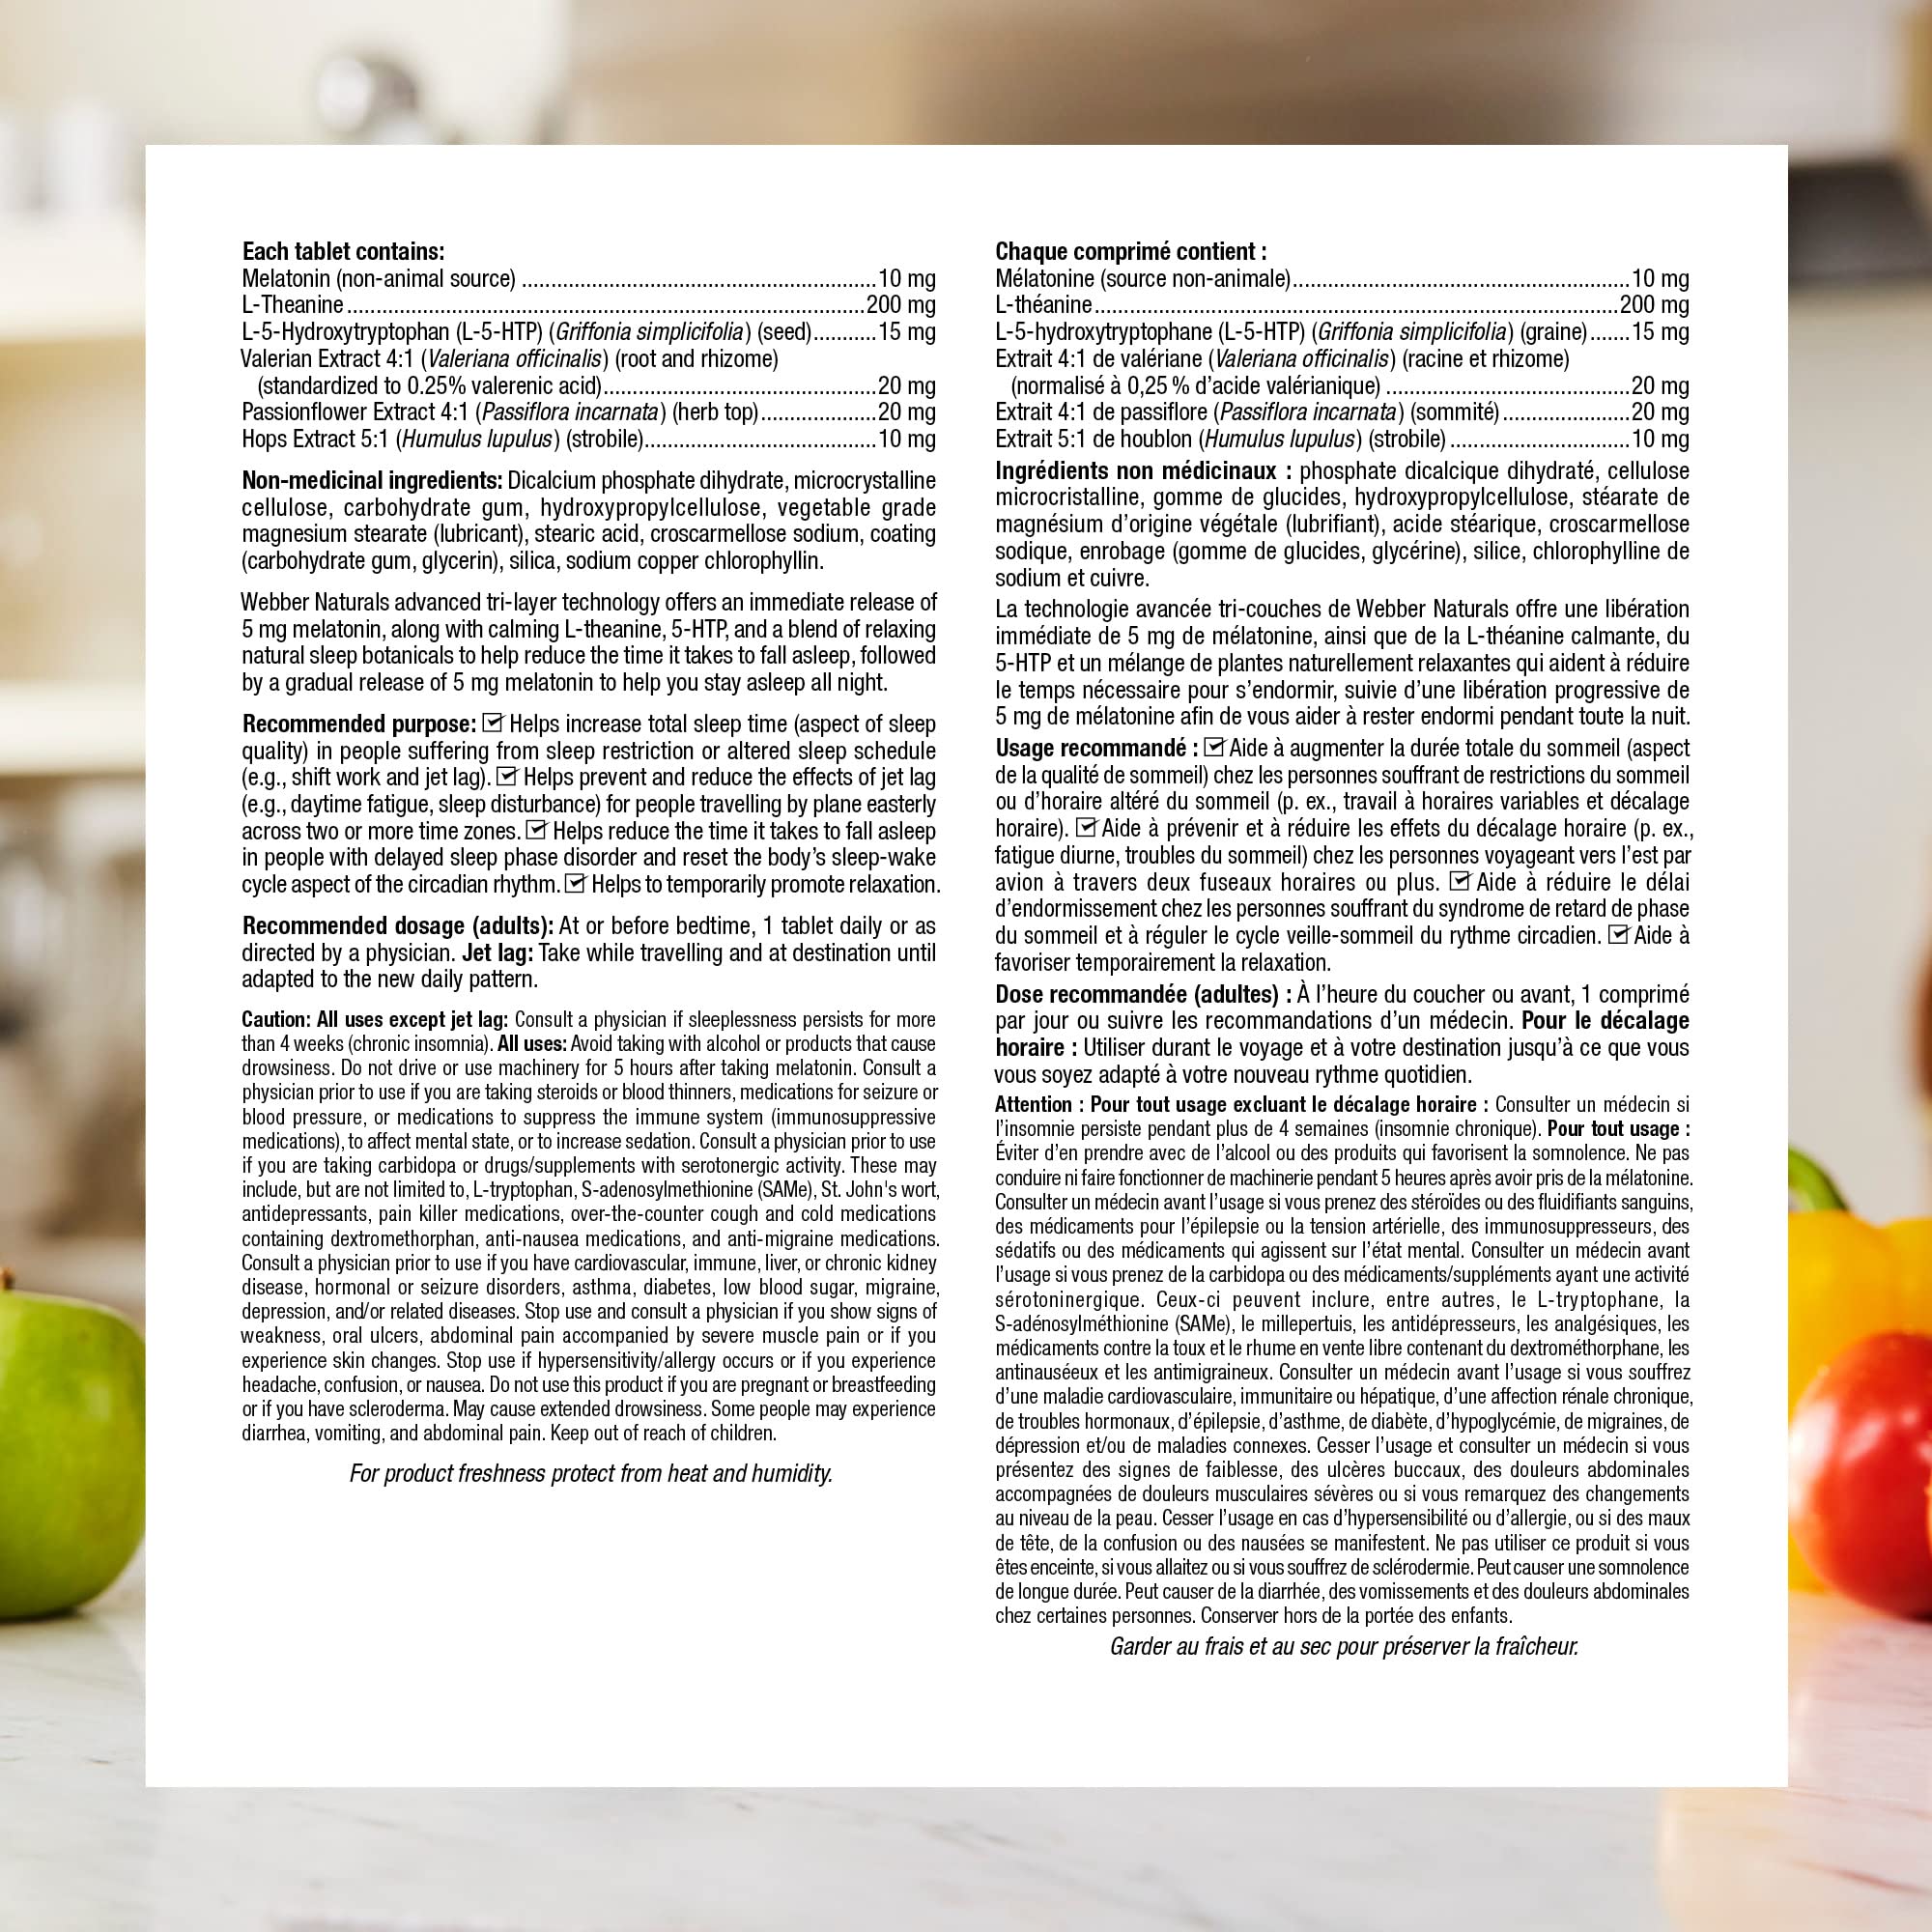 Each tablet contains:
Melatonin (non-animal source) ............................................................10 mg
L-Theanine.........................................................................................200 mg
L-5-Hydroxytryptophan (L-5-HTP) (Griffonia simplicifolia) (seed)...........15 mg
Valerian Extract 4:1 (Valeriana officinalis) (root and rhizome)
(standardized to 0.25% valerenic acid)...............................................20 mg
Passionflower Extract 4:1 (Passiflora incarnata) (herb top)....................20 mg
Hops Extract 5:1 (Humulus lupulus) (strobile)........................................10 mg
Non-medicinal ingredients: Dicalcium phosphate dihydrate, microcrystalline
cellulose, carbohydrate gum, hydroxypropylcellulose, vegetable grade
magnesium stearate (lubricant), stearic acid, croscarmellose sodium, coating
(carbohydrate gum, glycerin), silica, sodium copper chlorophyllin.
Webber Naturals advanced tri-layer technology offers an immediate release of
5 mg melatonin, along with calming L-theanine, 5-HTP, and a blend of relaxing
natural sleep botanicals to help reduce the time it takes to fall asleep, followed
by a gradual release of 5 mg melatonin to help you stay asleep all night.
Recommended purpose: ☑ Helps increase total sleep time (aspect of sleep
quality) in people suffering from sleep restriction or altered sleep schedule
(e.g., shift work and jet lag). ☑ Helps prevent and reduce the effects of jet lag
(e.g., daytime fatigue, sleep disturbance) for people travelling by plane easterly
across two or more time zones. ☑ Helps reduce the time it takes to fall asleep
in people with delayed sleep phase disorder and reset the body's sleep-wake
cycle aspect of the circadian rhythm. ☑ Helps to temporarily promote relaxation.
Recommended dosage (adults): At or before bedtime, 1 tablet daily or as
directed by a physician. Jet lag: Take while travelling and at destination until
adapted to the new daily pattern.
Caution: All uses except jet lag: Consult a physician if sleeplessness persists for more
than 4 weeks (chronic insomnia). All uses: Avoid taking with alcohol or products that cause
drowsiness. Do not drive or use machinery for 5 hours after taking melatonin. Consult a
physician prior to use if you are taking steroids or blood thinners, medications for seizure or
blood pressure, or medications to suppress the immune system (immunosuppressive
medications), to affect mental state, or to increase sedation. Consult a physician prior to use
if you are taking carbidopa or drugs/supplements with serotonergic activity. These may
include, but are not limited to, L-tryptophan, S-adenosylmethionine (SAMe), St. John's wort,
antidepressants, pain killer medications, over-the-counter cough and cold medications
containing dextromethorphan, anti-nausea medications, and anti-migraine medications.
Consult a physician prior to use if you have cardiovascular, immune, liver, or chronic kidney
disease, hormonal or seizure disorders, asthma, diabetes, low blood sugar, migraine,
depression, and/or related diseases. Stop use and consult a physician if you show signs of
weakness, oral ulcers, abdominal pain accompanied by severe muscle pain or if you
experience skin changes. Stop use if hypersensitivity/allergy occurs or if you experience
headache, confusion, or nausea. Do not use this product if you are pregnant or breastfeeding
or if you have scleroderma. May cause extended drowsiness. Some people may experience
diarrhea, vomiting, and abdominal pain. Keep out of reach of children.
For product freshness protect from heat and humidity.
Chaque comprimé contient :
Mélatonine (source non-animale)..........................................................10 mg
L-théanine..........................................................................................200 mg
L-5-hydroxytryptophane (L-5-HTP) (Griffonia simplicifolia) (graine).......15 mg
Extrait 4:1 de valériane (Valeriana officinalis) (racine et rhizome)
(normalisé à 0,25 % d'acide valérianique) ..........................................20 mg
Extrait 4:1 de passiflore (Passiflora incarnata) (sommité)......................20 mg
Extrait 5:1 de houblon (Humulus lupulus) (strobile) ...............................10 mg
Ingrédients non médicinaux : phosphate dicalcique dihydraté, cellulose
microcristalline, gomme de glucides, hydroxypropylcellulose, stéarate de
magnésium d'origine végétale (lubrifiant), acide stéarique, croscarmellose
sodique, enrobage (gomme de glucides, glycérine), silice, chlorophylline de
sodium et cuivre.
La technologie avancée tri-couches de Webber Naturals offre une libération
immédiate de 5 mg de mélatonine, ainsi que de la L-théanine calmante, du
5-HTP et un mélange de plantes naturellement relaxantes qui aident à réduire
le temps nécessaire pour s'endormir, suivie d'une libération progressive de
5 mg de mélatonine afin de vous aider à rester endormi pendant toute la nuit.
Usage recommandé : ☑ Aide à augmenter la durée totale du sommeil (aspect
de la qualité de sommeil) chez les personnes souffrant de restrictions du sommeil
ou d'horaire altéré du sommeil (p. ex., travail à horaires variables et décalage
horaire). ☑ Aide à prévenir et à réduire les effets du décalage horaire (p. ex.,
fatigue diurne, troubles du sommeil) chez les personnes voyageant vers l'est par
avion à travers deux fuseaux horaires ou plus. ☑ Aide à réduire le délai
d'endormissement chez les personnes souffrant du syndrome de retard de phase
du sommeil et à réguler le cycle veille-sommeil du rythme circadien. ☑ Aide à
favoriser temporairement la relaxation.
Dose recommandée (adultes) : À l'heure du coucher ou avant, 1 comprimé
par jour ou suivre les recommandations d'un médecin. Pour le décalage
horaire : Utiliser durant le voyage et à votre destination jusqu'à ce que vous
vous soyez adapté à votre nouveau rythme quotidien.
Attention : Pour tout usage excluant le décalage horaire : Consulter un médecin si
l'insomnie persiste pendant plus de 4 semaines (insomnie chronique). Pour tout usage :
Éviter d'en prendre avec de l'alcool ou des produits qui favorisent la somnolence. Ne pas
conduire ni faire fonctionner de machinerie pendant 5 heures après avoir pris de la mélatonine.
Consulter un médecin avant l'usage si vous prenez des stéroïdes ou des fluidifiants sanguins,
des médicaments pour l'épilepsie ou la tension artérielle, des immunosuppresseurs, des
sédatifs ou des médicaments qui agissent sur l'état mental. Consulter un médecin avant
l'usage si vous prenez de la carbidopa ou des médicaments/suppléments ayant une activité
sérotoninergique. Ceux-ci peuvent inclure, entre autres, le L-tryptophane, la
S-adénosylméthionine (SAMe), le millepertuis, les antidépresseurs, les analgésiques, les
médicaments contre la toux et le rhume en vente libre contenant du dextrométhorphane, les
antinauséeux et les antimigraineux. Consulter un médecin avant l'usage si vous souffrez
d'une maladie cardiovasculaire, immunitaire ou hépatique, d'une affection rénale chronique,
de troubles hormonaux, d'épilepsie, d'asthme, de diabète, d'hypoglycémie, de migraines, de
dépression et/ou de maladies connexes. Cesser l'usage et consulter un médecin si vous
présentez des signes de faiblesse, des ulcères buccaux, des douleurs abdominales
accompagnées de douleurs musculaires sévères ou si vous remarquez des changements
au niveau de la peau. Cesser l'usage en cas d'hypersensibilité ou d'allergie, ou si des maux
de tête, de la confusion ou des nausées se manifestent. Ne pas utiliser ce produit si vous
êtes enceinte, si vous allaitez ou si vous souffrez de sclérodermie. Peut causer une somnolence
de longue durée. Peut causer de la diarrhée, des vomissements et des douleurs abdominales
chez certaines personnes. Conserver hors de la portée des enfants.
Garder au frais et au sec pour préserver la fraîcheur.